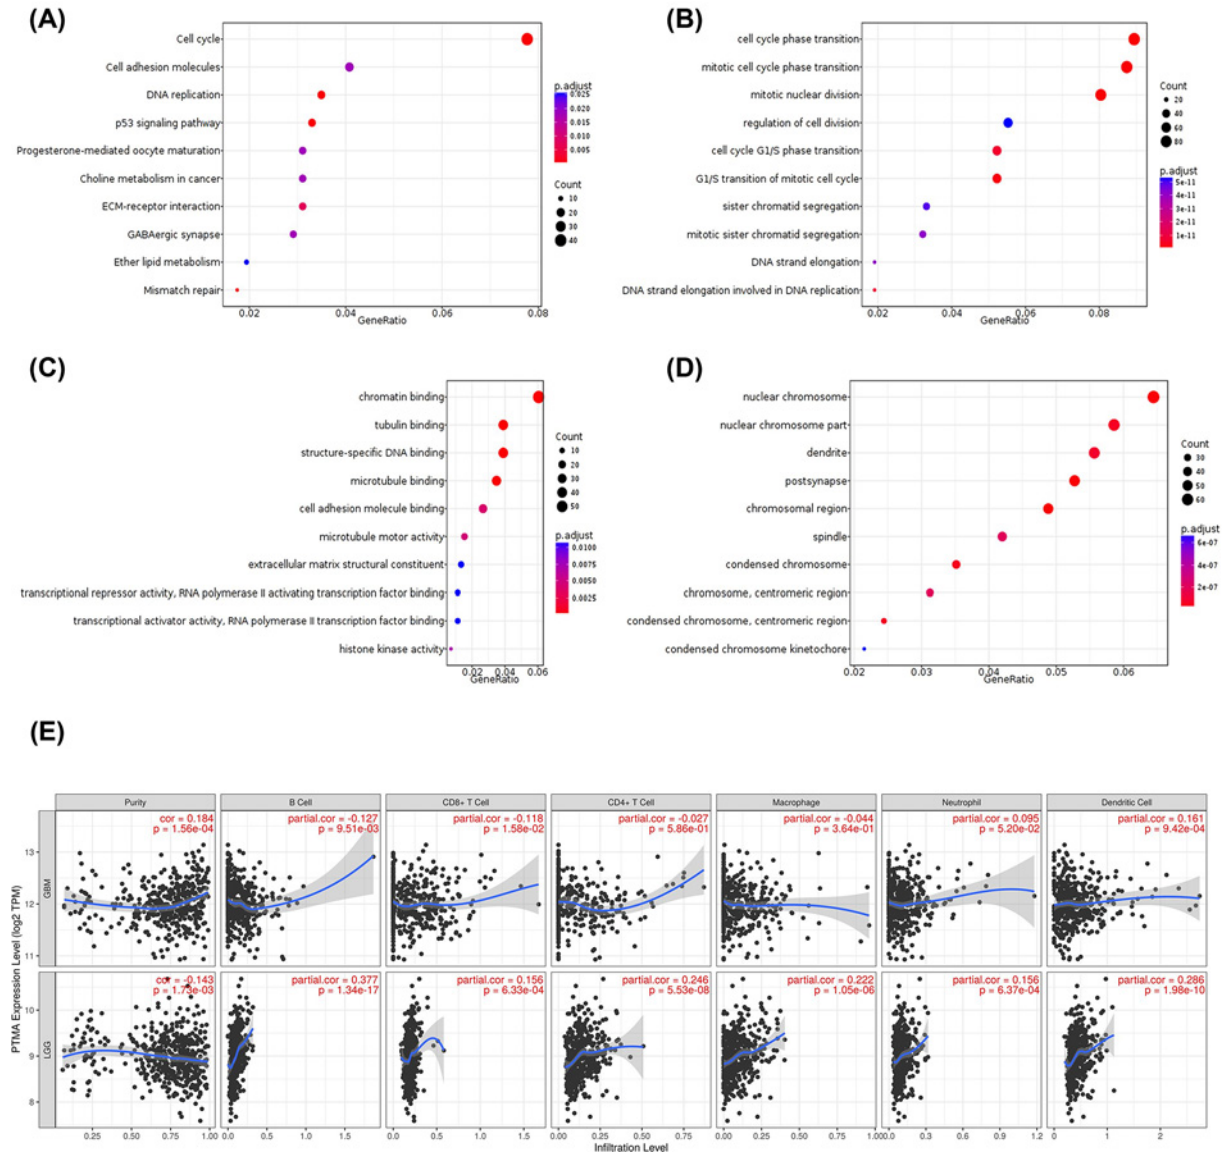 (A)
Cell cycle
Cell adhesion molecules
DNA replication
p53 signaling pathway
Progesterone-mediated oocyte maturation
Choline metabolism in cancer
ECM-receptor interaction
GABAergic synapse
Ether lipid metabolism
Mismatch repair
0.02 0.04 0.06 0.08
GeneRatio
p.adjust
0.025
0.020
0.015
0.010
0.005
Count
10
20
30
40
(B)
cell cycle phase transition
mitotic cell cycle phase transition
mitotic nuclear division
regulation of cell division
cell cycle G1/S phase transition
G1/S transition of mitotic cell cycle
sister chromatid segregation
mitotic sister chromatid segregation
DNA strand elongation
DNA strand elongation involved in DNA replication
0.02 0.04 0.06 0.08
GeneRatio
Count
20
40
60
80
p.adjust
5e-11
4e-11
3e-11
2e-11
1e-11
(C)
chromatin binding
tubulin binding
structure-specific DNA binding
microtubule binding
cell adhesion molecule binding
microtubule motor activity
extracellular matrix structural constituent
transcriptional repressor activity, RNA polymerase II activating transcription factor binding
transcriptional activator activity, RNA polymerase II transcription factor binding
histone kinase activity
0.02 0.04 0.06
GeneRatio
Count
10
20
30
40
50
p.adjust
0.0100
0.0075
0.0050
0.0025
(D)
nuclear chromosome
nuclear chromosome part
dendrite
postsynapse
chromosomal region
spindle
condensed chromosome
chromosome, centromeric region
condensed chromosome, centromeric region
condensed chromosome kinetochore
0.02 0.03 0.04 0.05 0.06
GeneRatio
Count
30
40
50
60
p.adjust
6e-07
4e-07
2e-07
(E)
Purity B Cell CD8+ T Cell CD4+ T Cell Macrophage Neutrophil Dendritic Cell
cor = 0.184 partial.cor = -0.127 partial.cor = -0.118 partial.cor = -0.027 partial.cor = -0.044 partial.cor = 0.095 partial.cor = 0.161
p = 1.56e-04 p = 9.51e-03 p = 1.58e-02 p = 5.86e-01 p = 3.64e-01 p = 5.20e-02 p = 9.42e-04
13
12
11
GBM
PTMA Expression Level (log2 TPM)
cor = -0.143 partial.cor = 0.377 partial.cor = 0.156 partial.cor = 0.246 partial.cor = 0.222 partial.cor = 0.156 partial.cor = 0.286
p = 1.73e-03 p = 1.34e-17 p = 6.33e-04 p = 5.53e-08 p = 1.05e-06 p = 6.37e-04 p = 1.98e-10
10
9
8
LGG
0.25 0.50 0.75 1.00 0.0 0.5 1.0 1.5 0.0 0.5 1.0 1.5 0.00 0.25 0.50 0.75 0.00 0.25 0.50 0.75 1.00 0.0 0.3 0.6 0.9 1.2 0 1 2
Infiltration Level